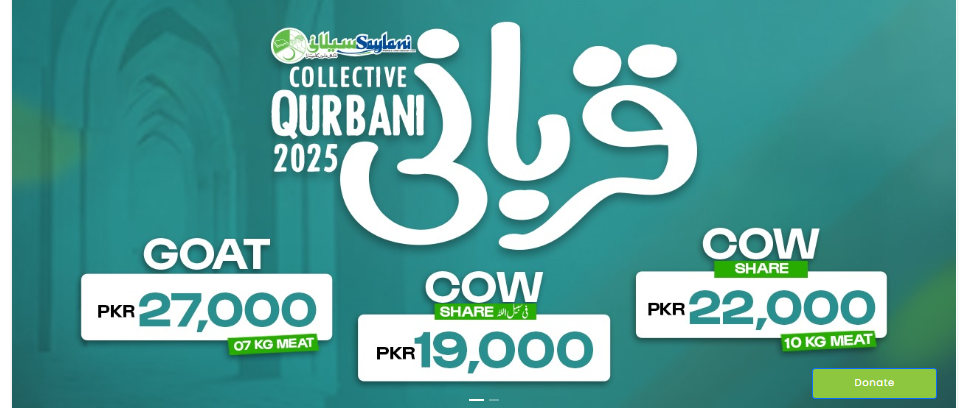 سیلانی Saylani
COLLECTIVE
QURBANI
2025
قربانی
GOAT
PKR 27,000
07 KG MEAT
COW
SHARE فی سبیل اللہ
PKR 19,000
COW
SHARE
PKR 22,000
10 KG MEAT
Donate